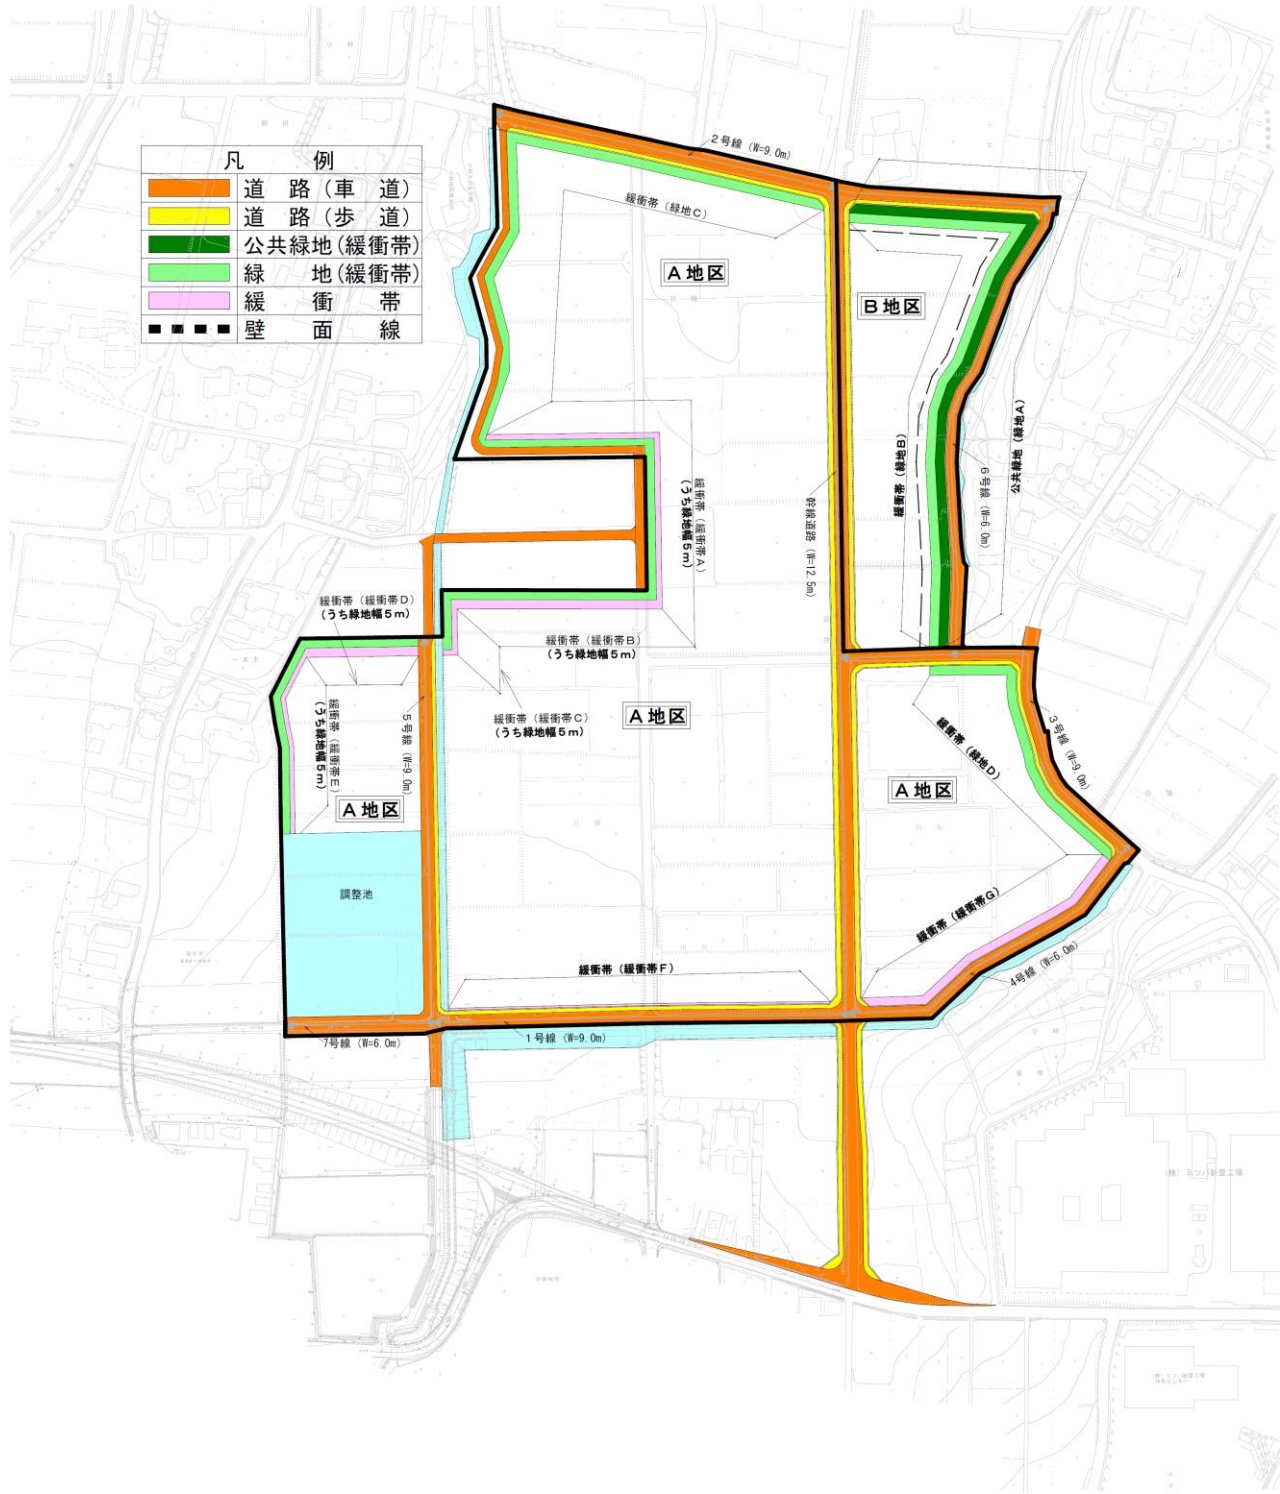 凡 例
道 路(車 道)
道 路(歩 道)
公共緑地(緩衝帯)
緑 地(緩衝帯)
緩 衝 帯
壁 面 線
2号線 (W=9.0m)
緩衝帯 (緑地C)
A地区
B地区
緩衝帯 (緑地B)
公共緑地 (緑地A)
6号線 (W=6.0m)
緩衝帯 (緩衝帯A)
(うち緑地幅5m)
幹線道路 (W=12.5m)
緩衝帯 (緩衝帯D)
(うち緑地幅5m)
緩衝帯 (緩衝帯B)
(うち緑地幅5m)
緩衝帯 (緩衝帯C)
(うち緑地幅5m)
緩衝帯 (緩衝帯E)
(うち緑地幅5m)
5号線 (W=9.0m)
A地区
A地区
A地区
緩衝帯 (緑地D)
3号線 (W=9.0m)
調整池
緩衝帯 (緩衝帯G)
緩衝帯 (緩衝帯F)
4号線 (W=6.0m)
7号線 (W=6.0m)
1号線 (W=9.0m)
(株) ミツバ新里工場